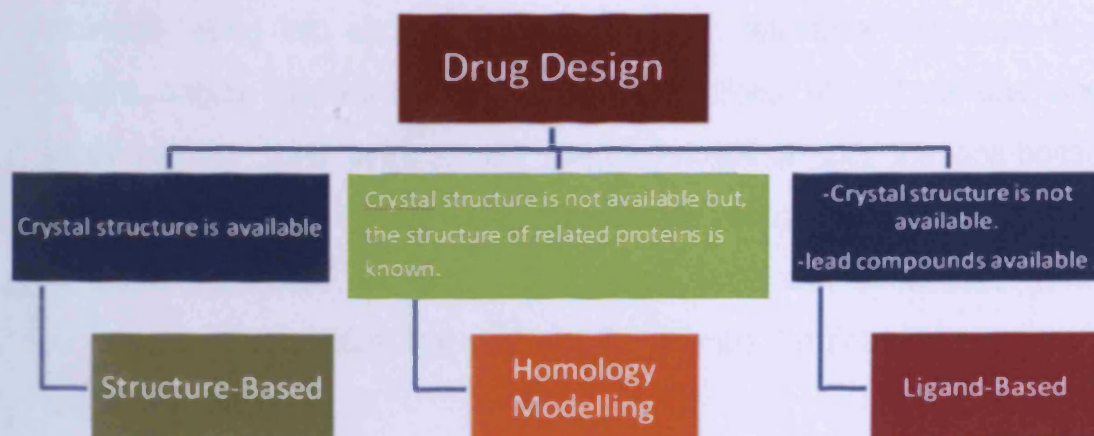 Drug Design
Crystal structure is available
Crystal structure is not available but,
the structure of related proteins is
known.
-Crystal structure is not
available.
-lead compounds available
Structure-Based
Homology
Modelling
Ligand-Based